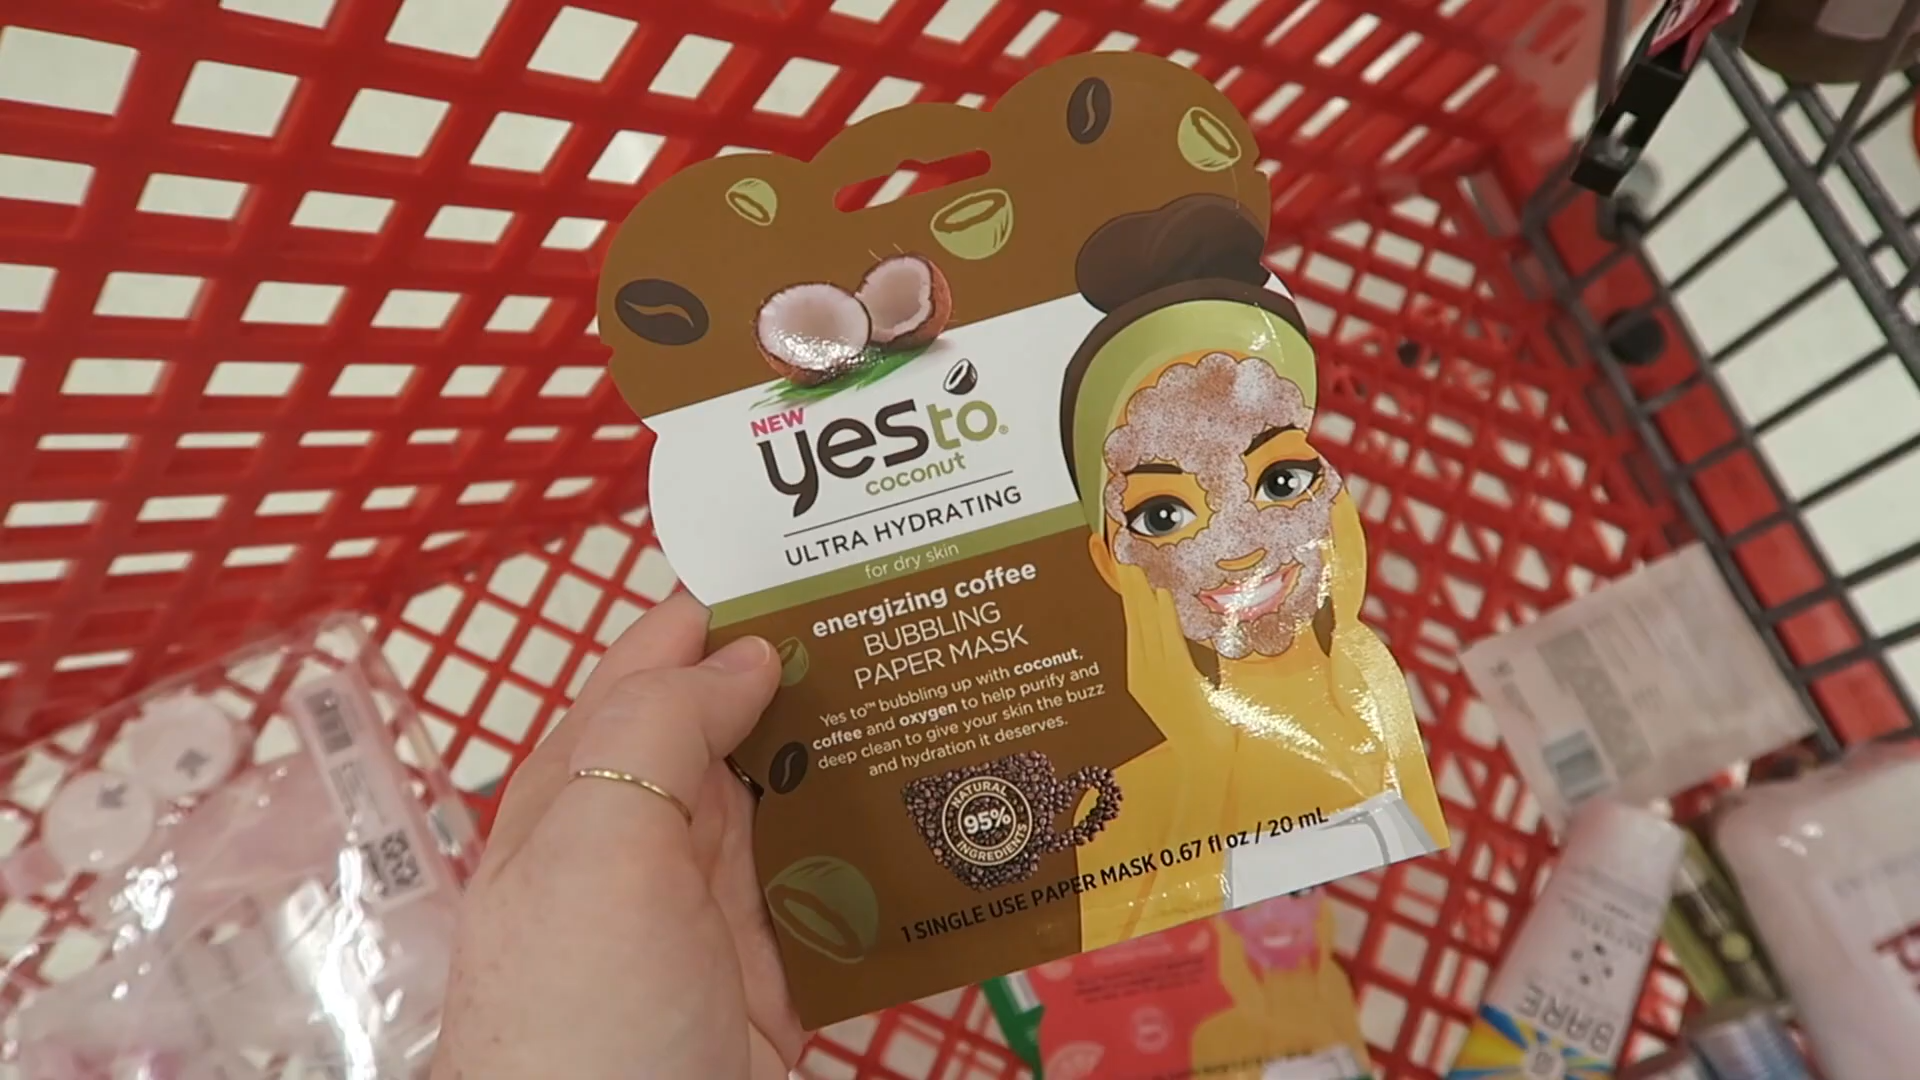 NEW
yes to®
coconut
ULTRA HYDRATING
for dry skin
energizing coffee
BUBBLING
PAPER MASK
Yes to™ bubbling up with coconut,
coffee and oxygen to help purify and
deep clean to give your skin the buzz
and hydration it deserves.
NATURAL
95%
INGREDIENTS
1 SINGLE USE PAPER MASK 0.67 fl oz / 20 mL
BARE